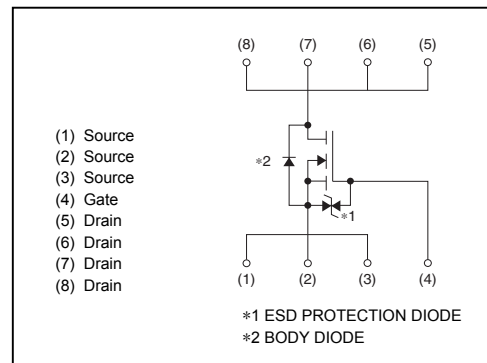 (8) (7) (6) (5)
(1) Source
(2) Source
(3) Source
(4) Gate
(5) Drain
(6) Drain
(7) Drain
(8) Drain
*2
*1
(1) (2) (3) (4)
*1 ESD PROTECTION DIODE
*2 BODY DIODE